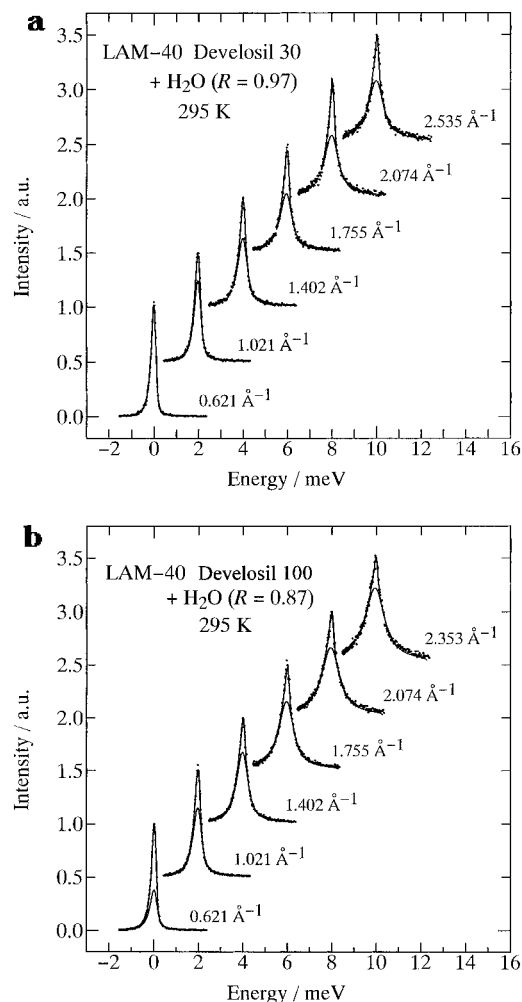 a
3.5
LAM-40 Develosil 30
+ H₂O (R = 0.97)
295 K
3.0
2.535 Å⁻¹
2.5
2.074 Å⁻¹
2.0
1.755 Å⁻¹
1.5
1.402 Å⁻¹
1.0
1.021 Å⁻¹
0.5
0.621 Å⁻¹
0.0
Intensity / a.u.
−2 0 2 4 6 8 10 12 14 16
Energy / meV
b
3.5
LAM-40 Develosil 100
+ H₂O (R = 0.87)
295 K
3.0
2.353 Å⁻¹
2.5
2.074 Å⁻¹
2.0
1.755 Å⁻¹
1.5
1.402 Å⁻¹
1.0
1.021 Å⁻¹
0.5
0.621 Å⁻¹
0.0
Intensity / a.u.
−2 0 2 4 6 8 10 12 14 16
Energy / meV